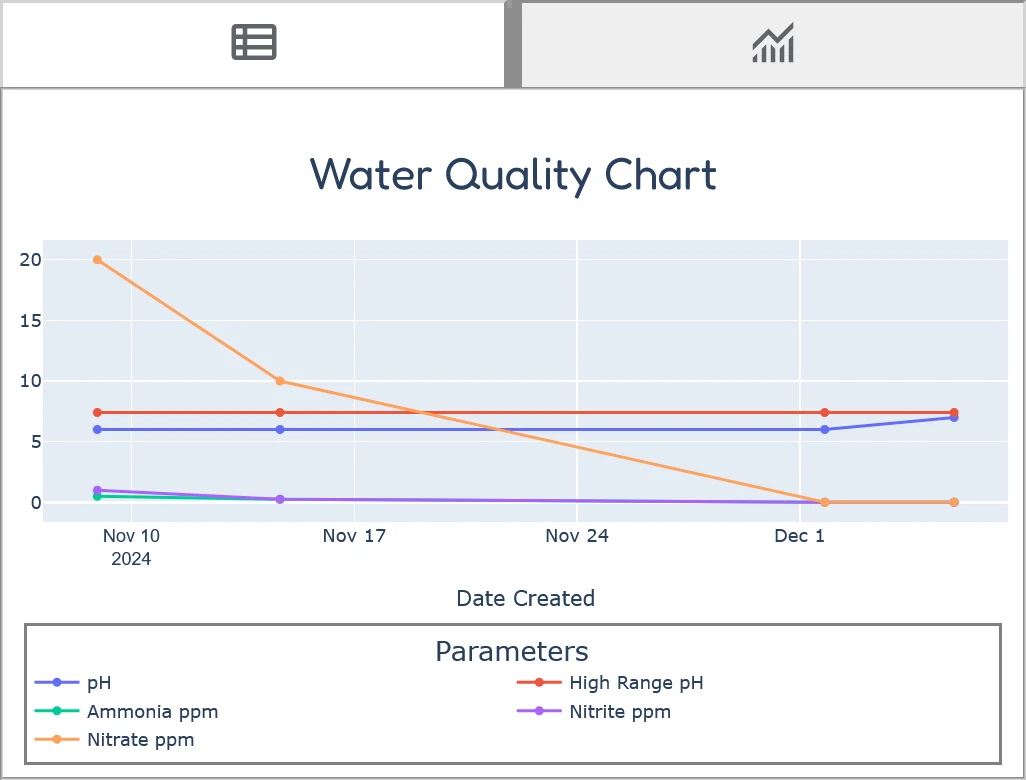 Water Quality Chart
20
15
10
5
0
Nov 10
2024
Nov 17
Nov 24
Dec 1
Date Created
Parameters
pH
High Range pH
Ammonia ppm
Nitrite ppm
Nitrate ppm